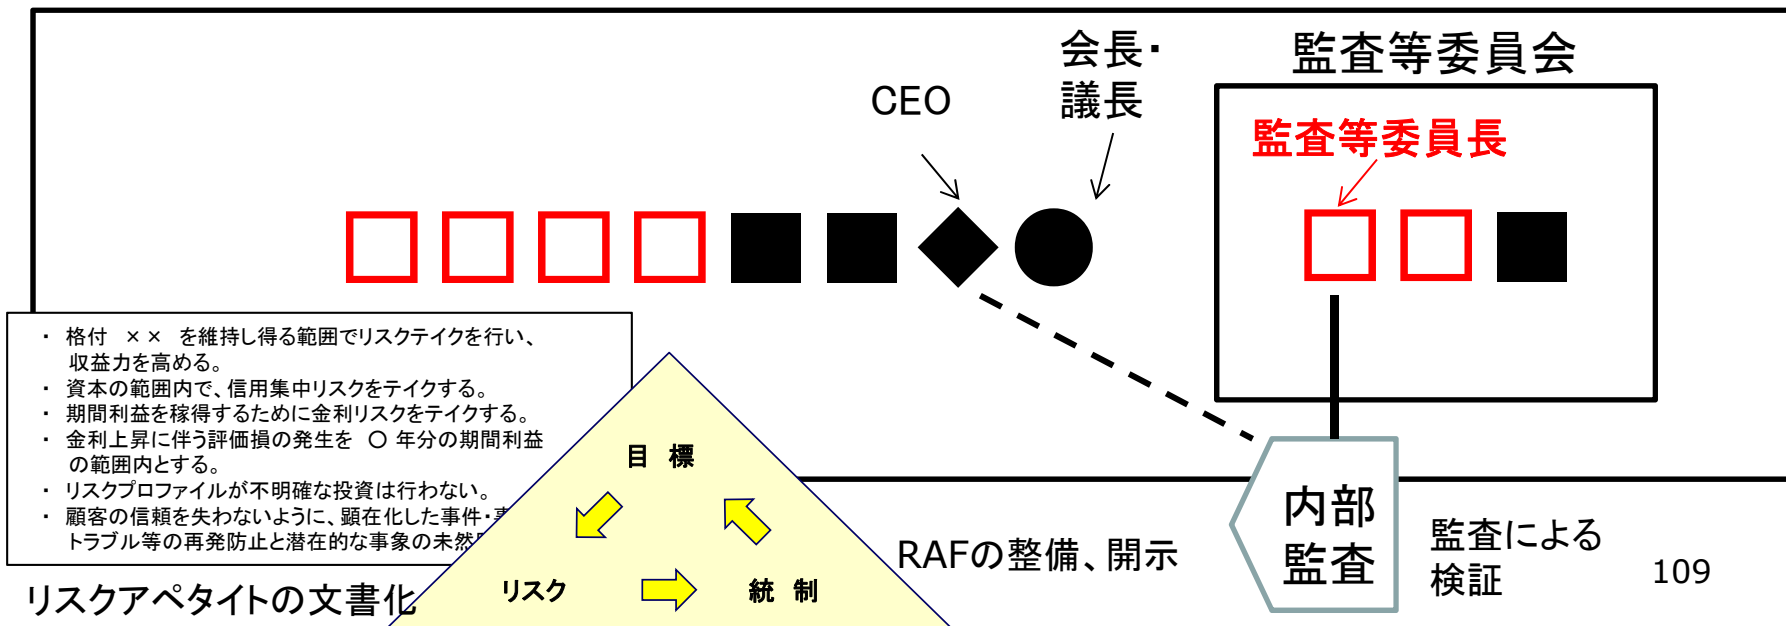 会長・
議長
CEO
監査等委員会
監査等委員長
・ 格付 ×× を維持し得る範囲でリスクテイクを行い、
収益力を高める。
・ 資本の範囲内で、信用集中リスクをテイクする。
・ 期間利益を稼得するために金利リスクをテイクする。
・ 金利上昇に伴う評価損の発生を ○ 年分の期間利益
の範囲内とする。
・ リスクプロファイルが不明確な投資は行わない。
・ 顧客の信頼を失わないように、顕在化した事件・
トラブル等の再発防止と潜在的な事象の未然
目 標
リスク
統 制
リスクアペタイトの文書化
RAFの整備、開示
内部
監査
監査による
検証
109